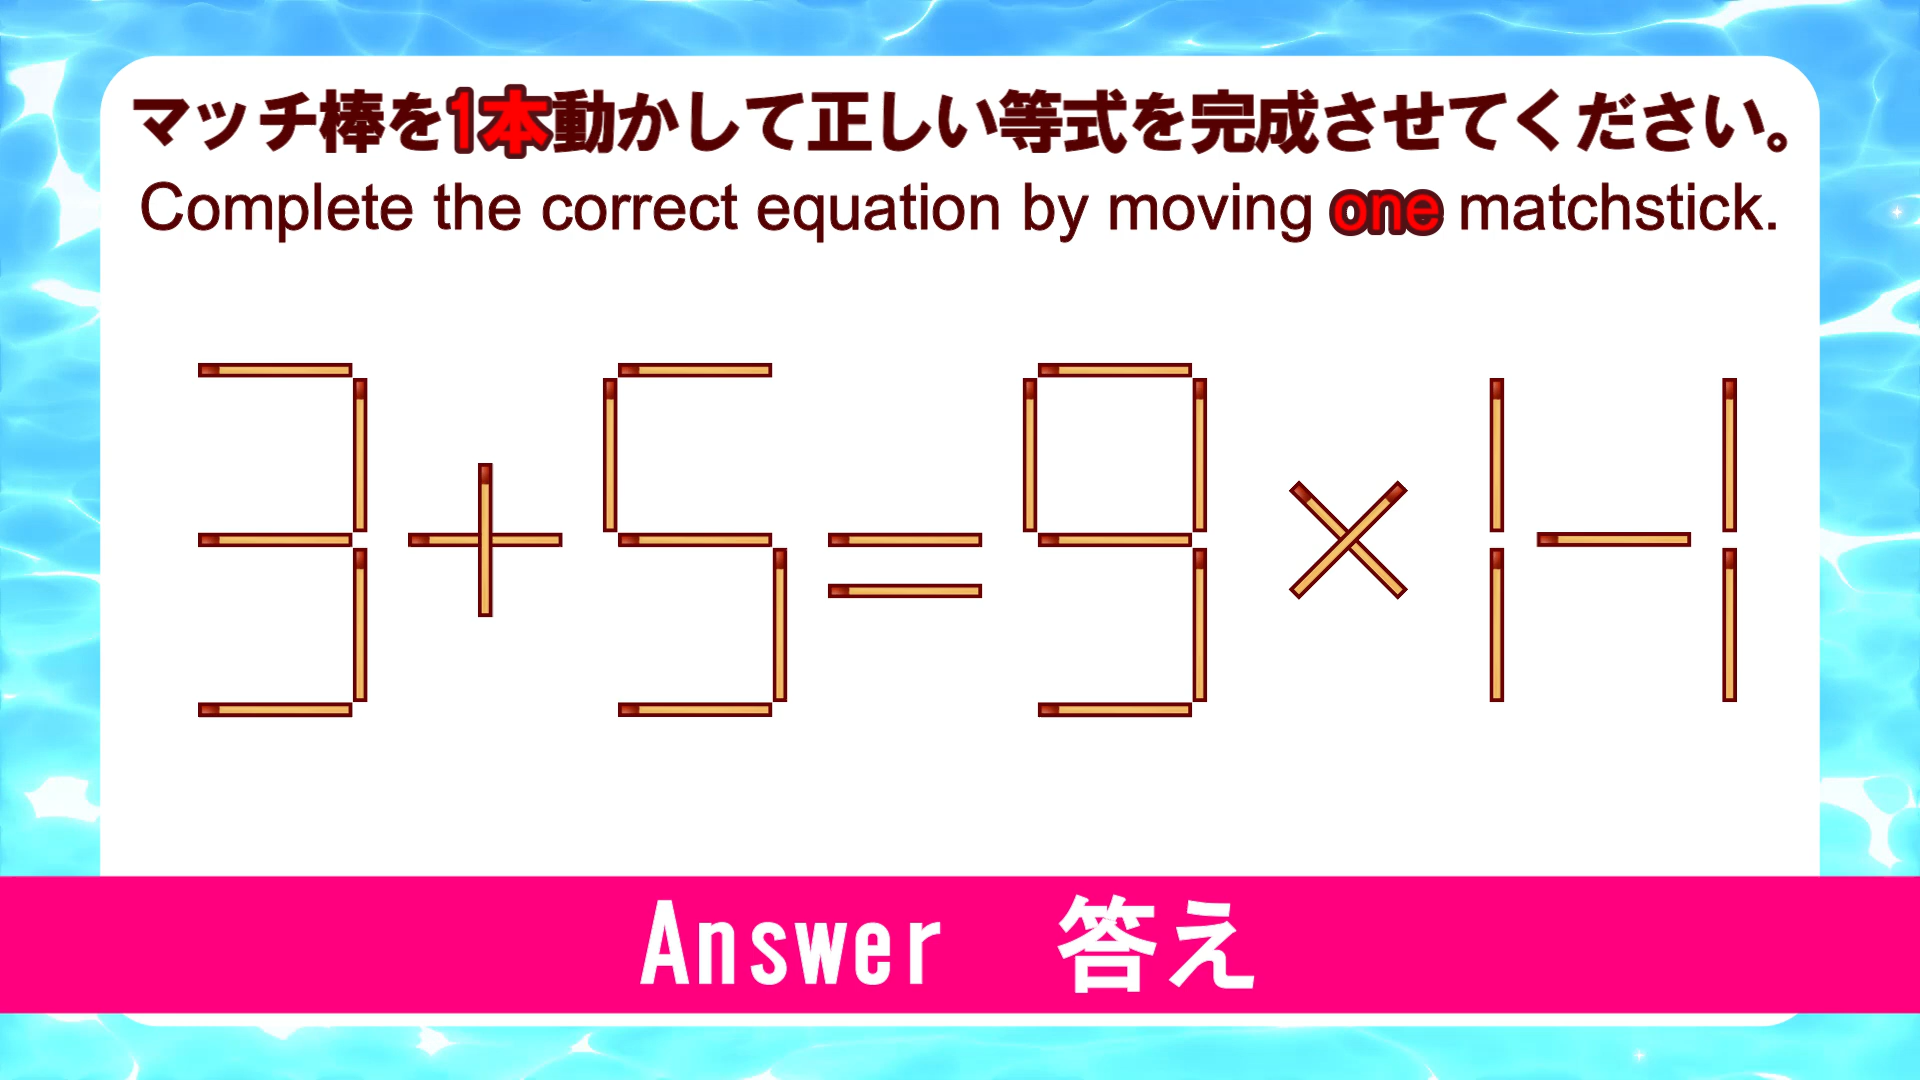 マッチ棒を1本動かして正しい等式を完成させてください。
Complete the correct equation by moving one matchstick.
3+5=9×1-1
Answer 答え